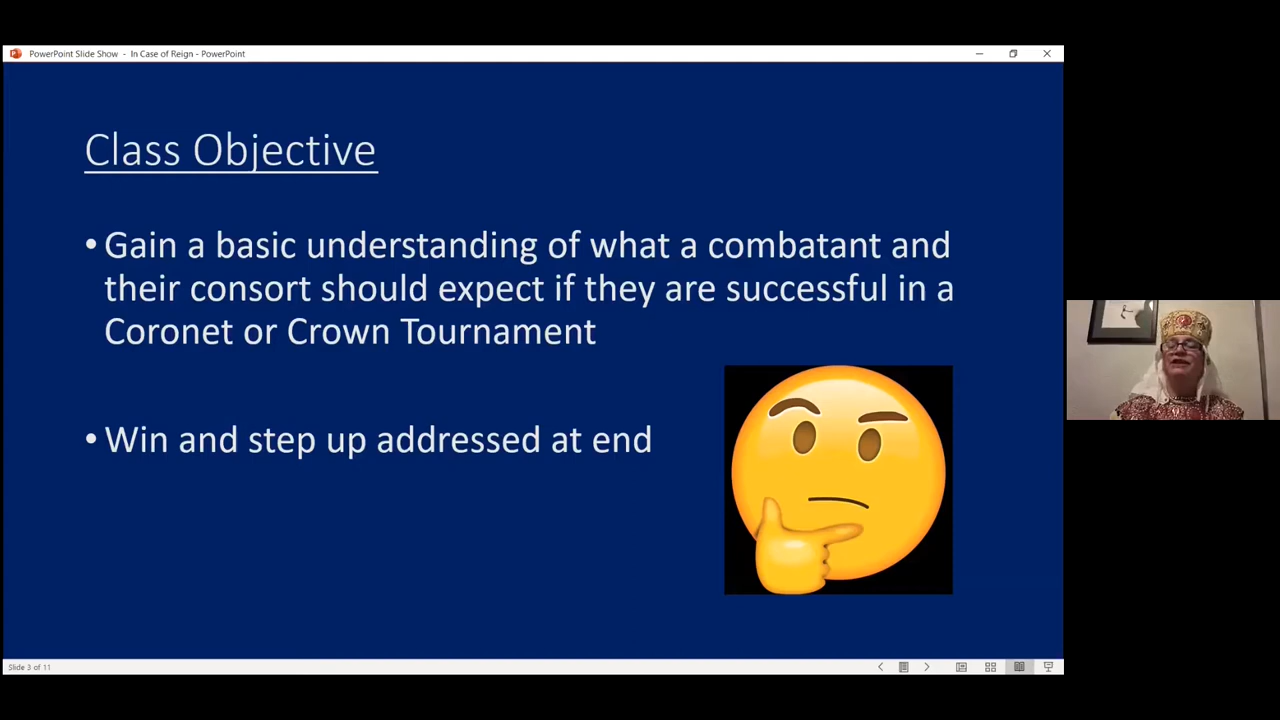 PowerPoint Slide Show - In Case of Reign - PowerPoint
Class Objective
• Gain a basic understanding of what a combatant and
their consort should expect if they are successful in a
Coronet or Crown Tournament
• Win and step up addressed at end
Slide 3 of 11